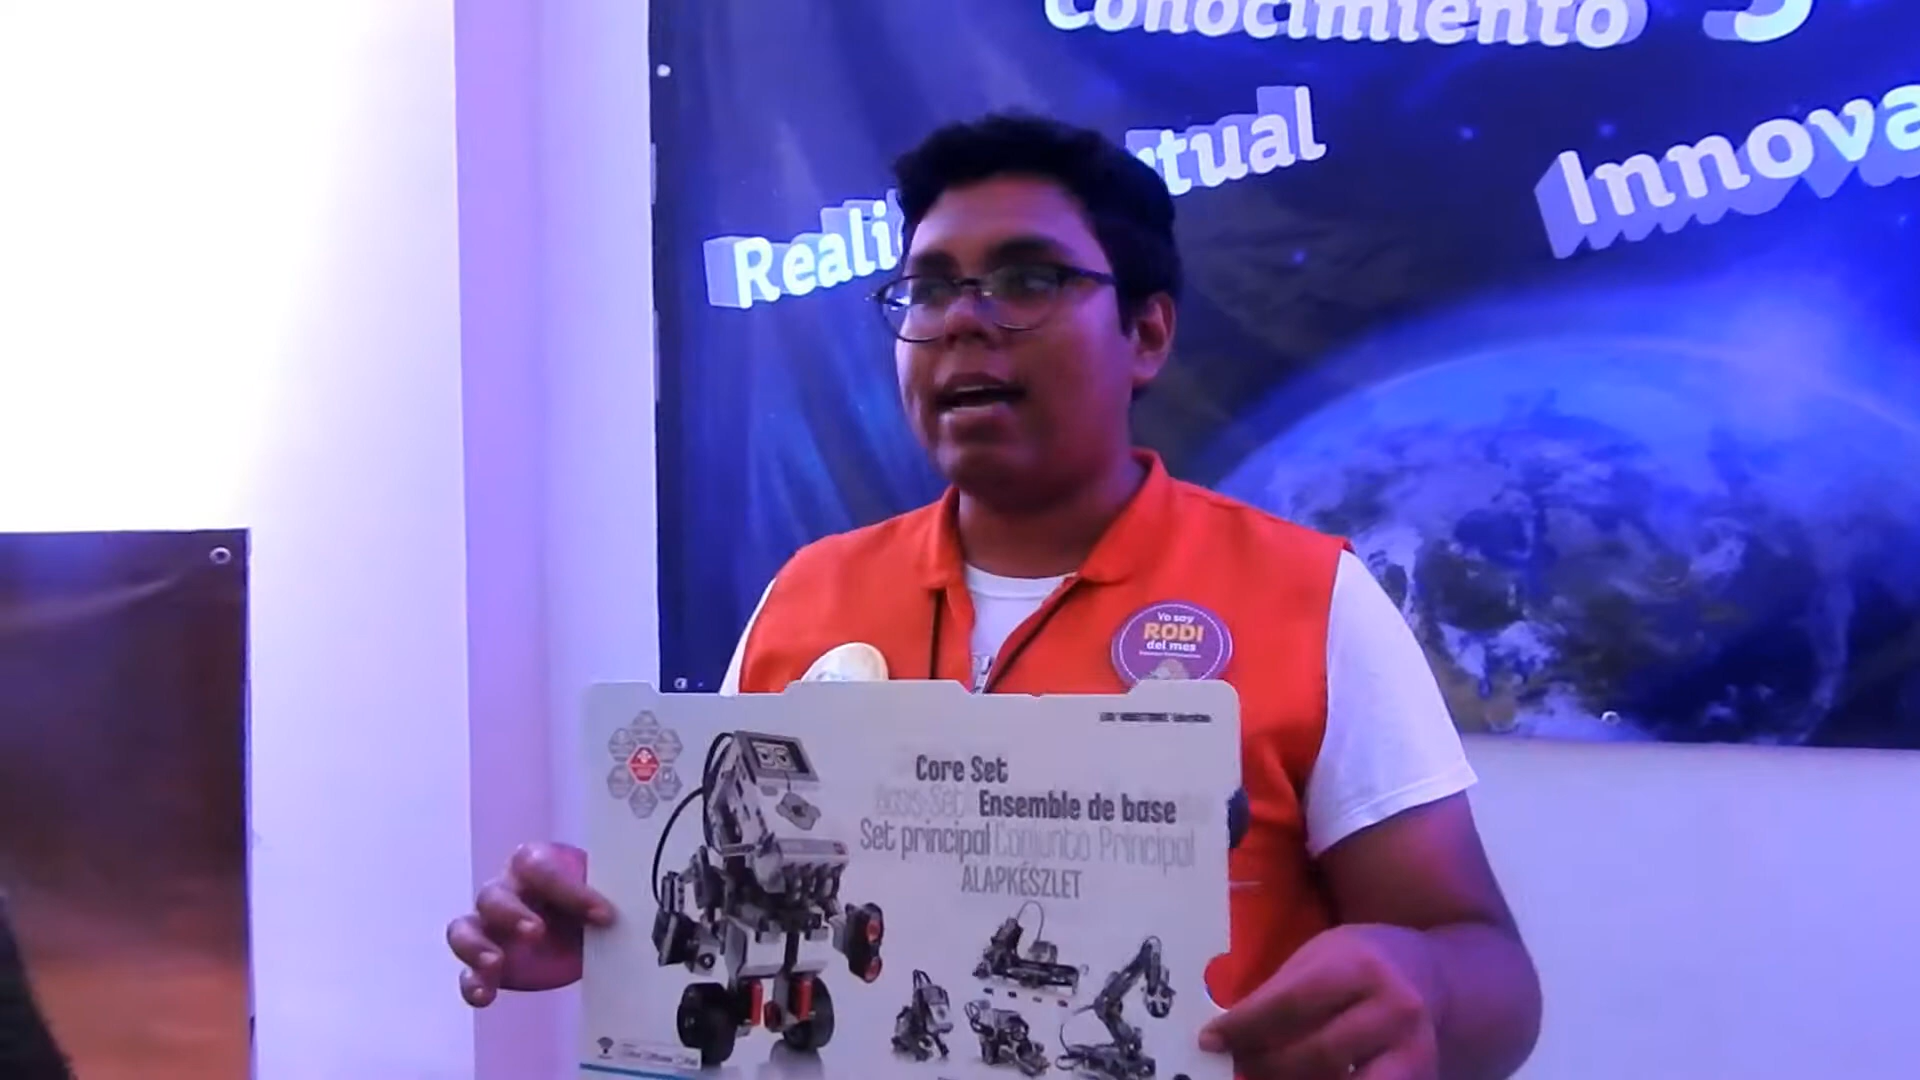 Conocimiento
Reali
rtual
Innova
Yo soy
RODI
del mes
Core Set
Basis-Set Ensemble de base
Set principal Conjunto Principal
ALAPKÉSZLET